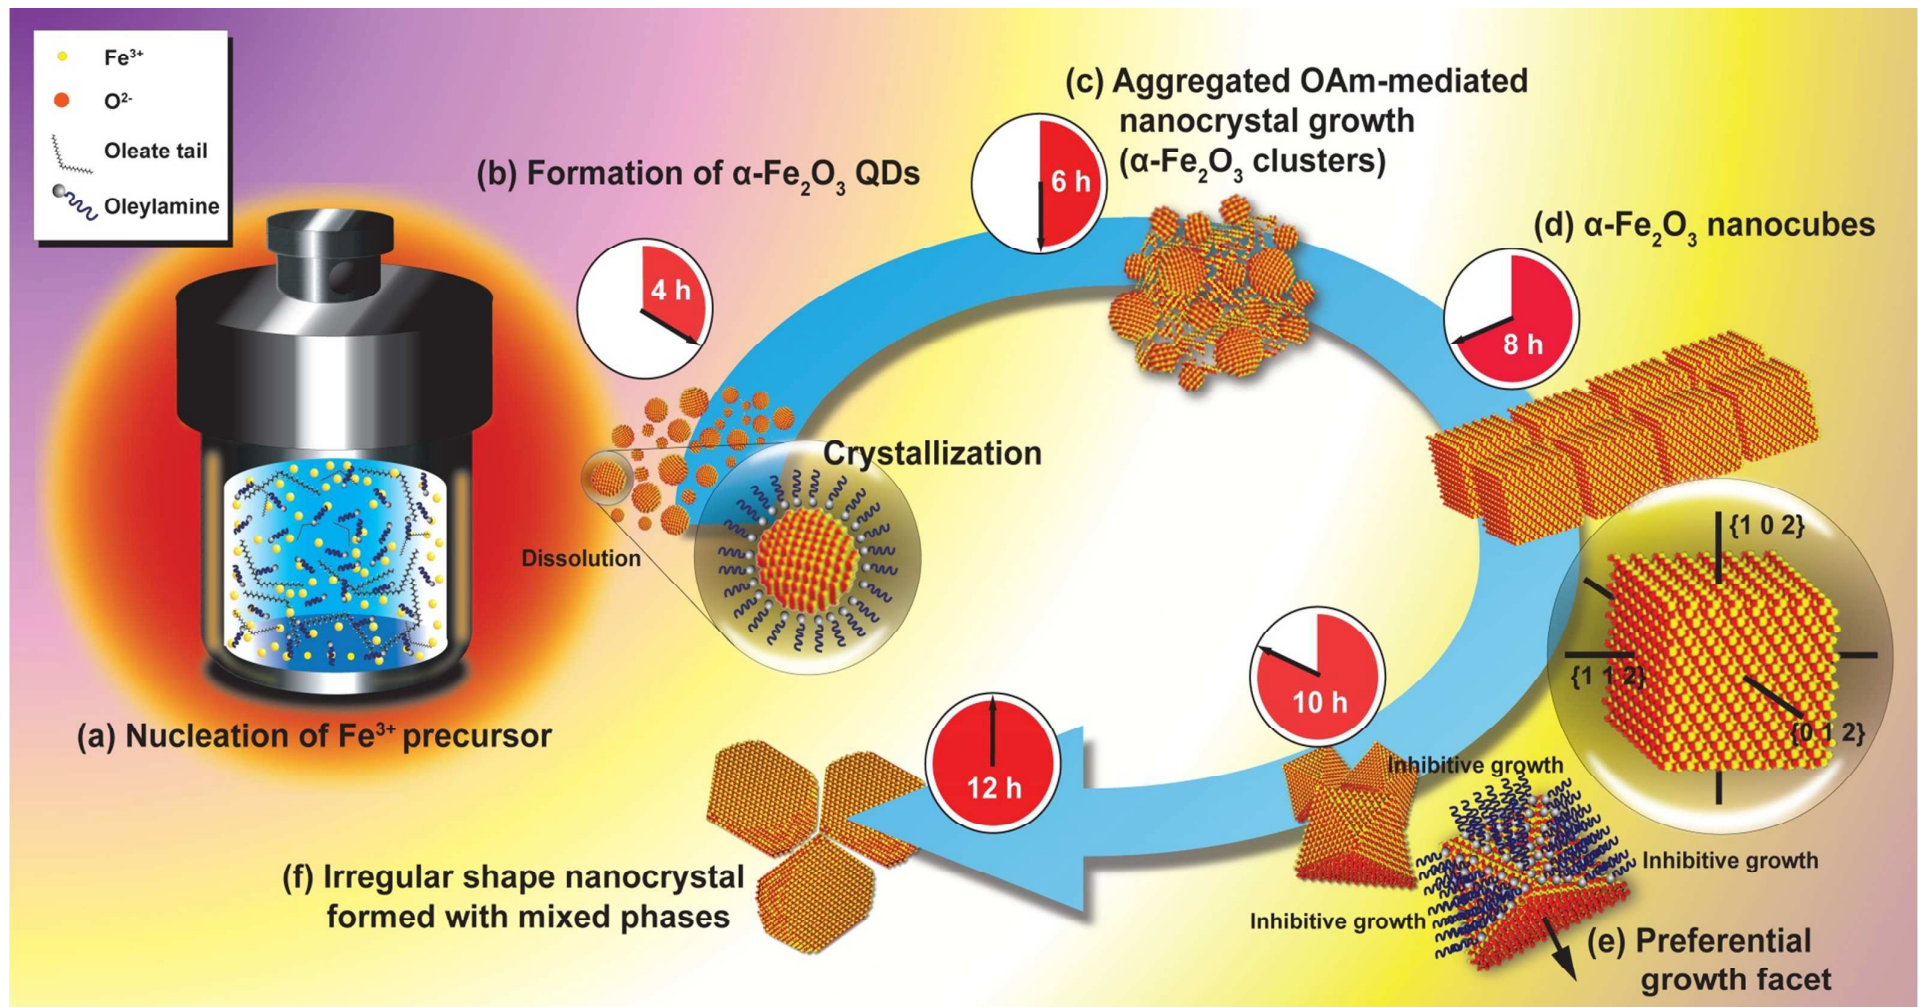 Fe³⁺
O²⁻
Oleate tail
Oleylamine
(a) Nucleation of Fe³⁺ precursor
(b) Formation of α-Fe₂O₃ QDs
4 h
Crystallization
Dissolution
(c) Aggregated OAm-mediated
nanocrystal growth
(α-Fe₂O₃ clusters)
6 h
(d) α-Fe₂O₃ nanocubes
8 h
{1 0 2}
{1 1 2}
{0 1 2}
10 h
Inhibitive growth
Inhibitive growth
Inhibitive growth
(e) Preferential
growth facet
12 h
(f) Irregular shape nanocrystal
formed with mixed phases